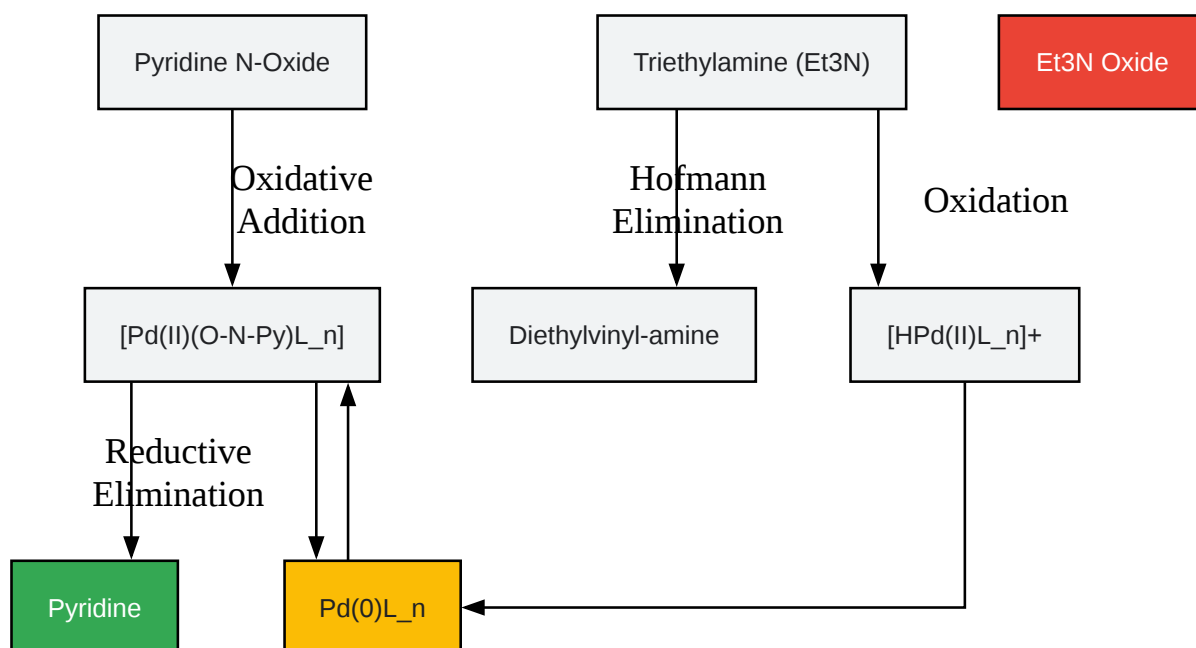 Pyridine N-Oxide
Triethylamine (Et3N)
Et3N Oxide
Oxidative
Addition
Hofmann
Elimination
Oxidation
[Pd(II)(O-N-Py)L_n]
Diethylvinyl-amine
[HPd(II)L_n]+
Reductive
Elimination
Pyridine
Pd(0)L_n